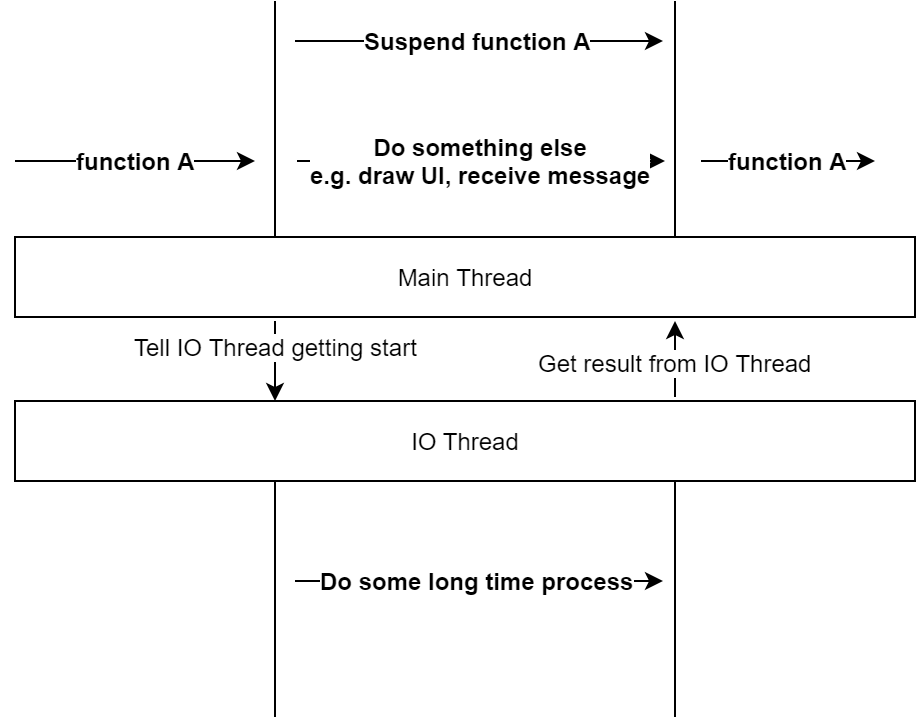 Suspend function A
function A
Do something else
e.g. draw UI, receive message
function A
Main Thread
Tell IO Thread getting start
Get result from IO Thread
IO Thread
Do some long time process